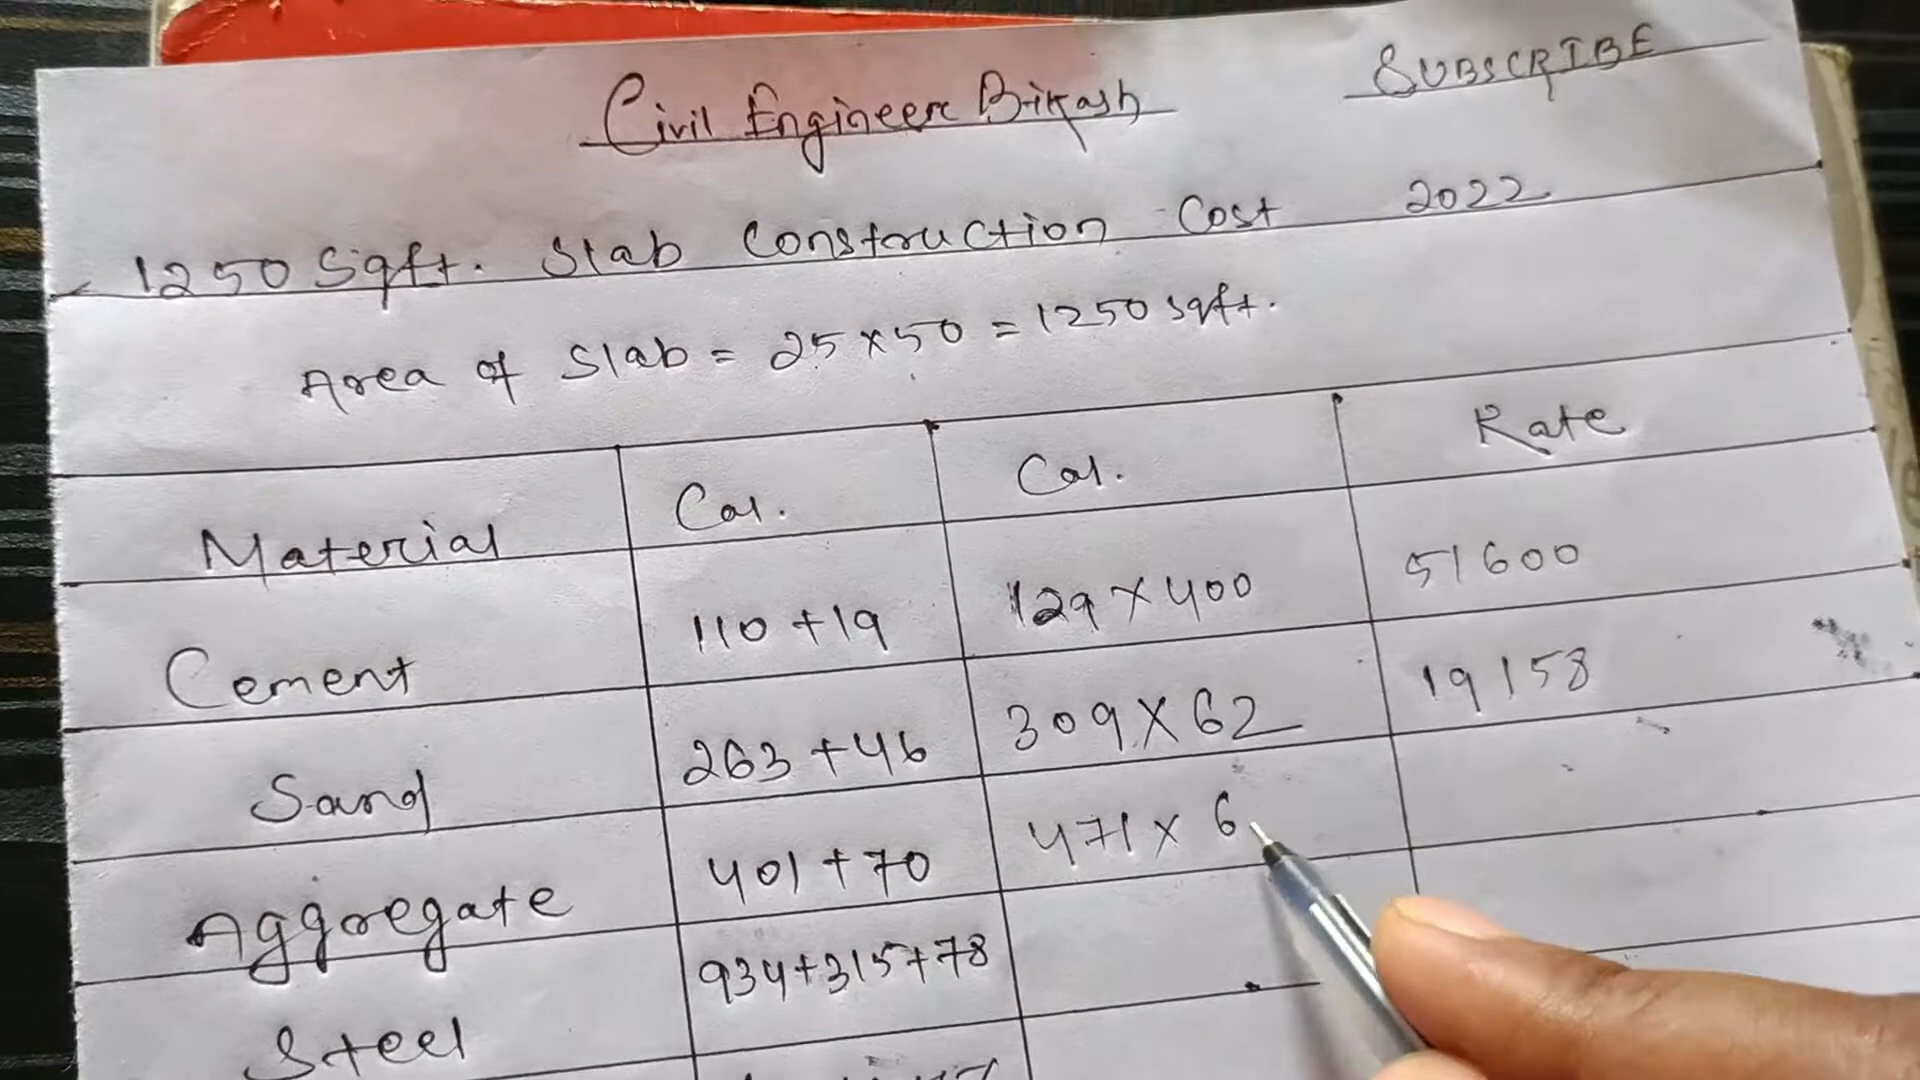 Civil Engineer Bikash SUBSCRIBE
1250 Sqft. Slab Construction Cost 2022
Area of Slab = 25 x 50 = 1250 sqft.
Material Cal. Cal. Rate
Cement 110 + 19 129 X 400 51600
Sand 263 + 46 309 X 62 19158
Aggregate 401 + 70 471 x 6
Steel 934 + 315 + 78